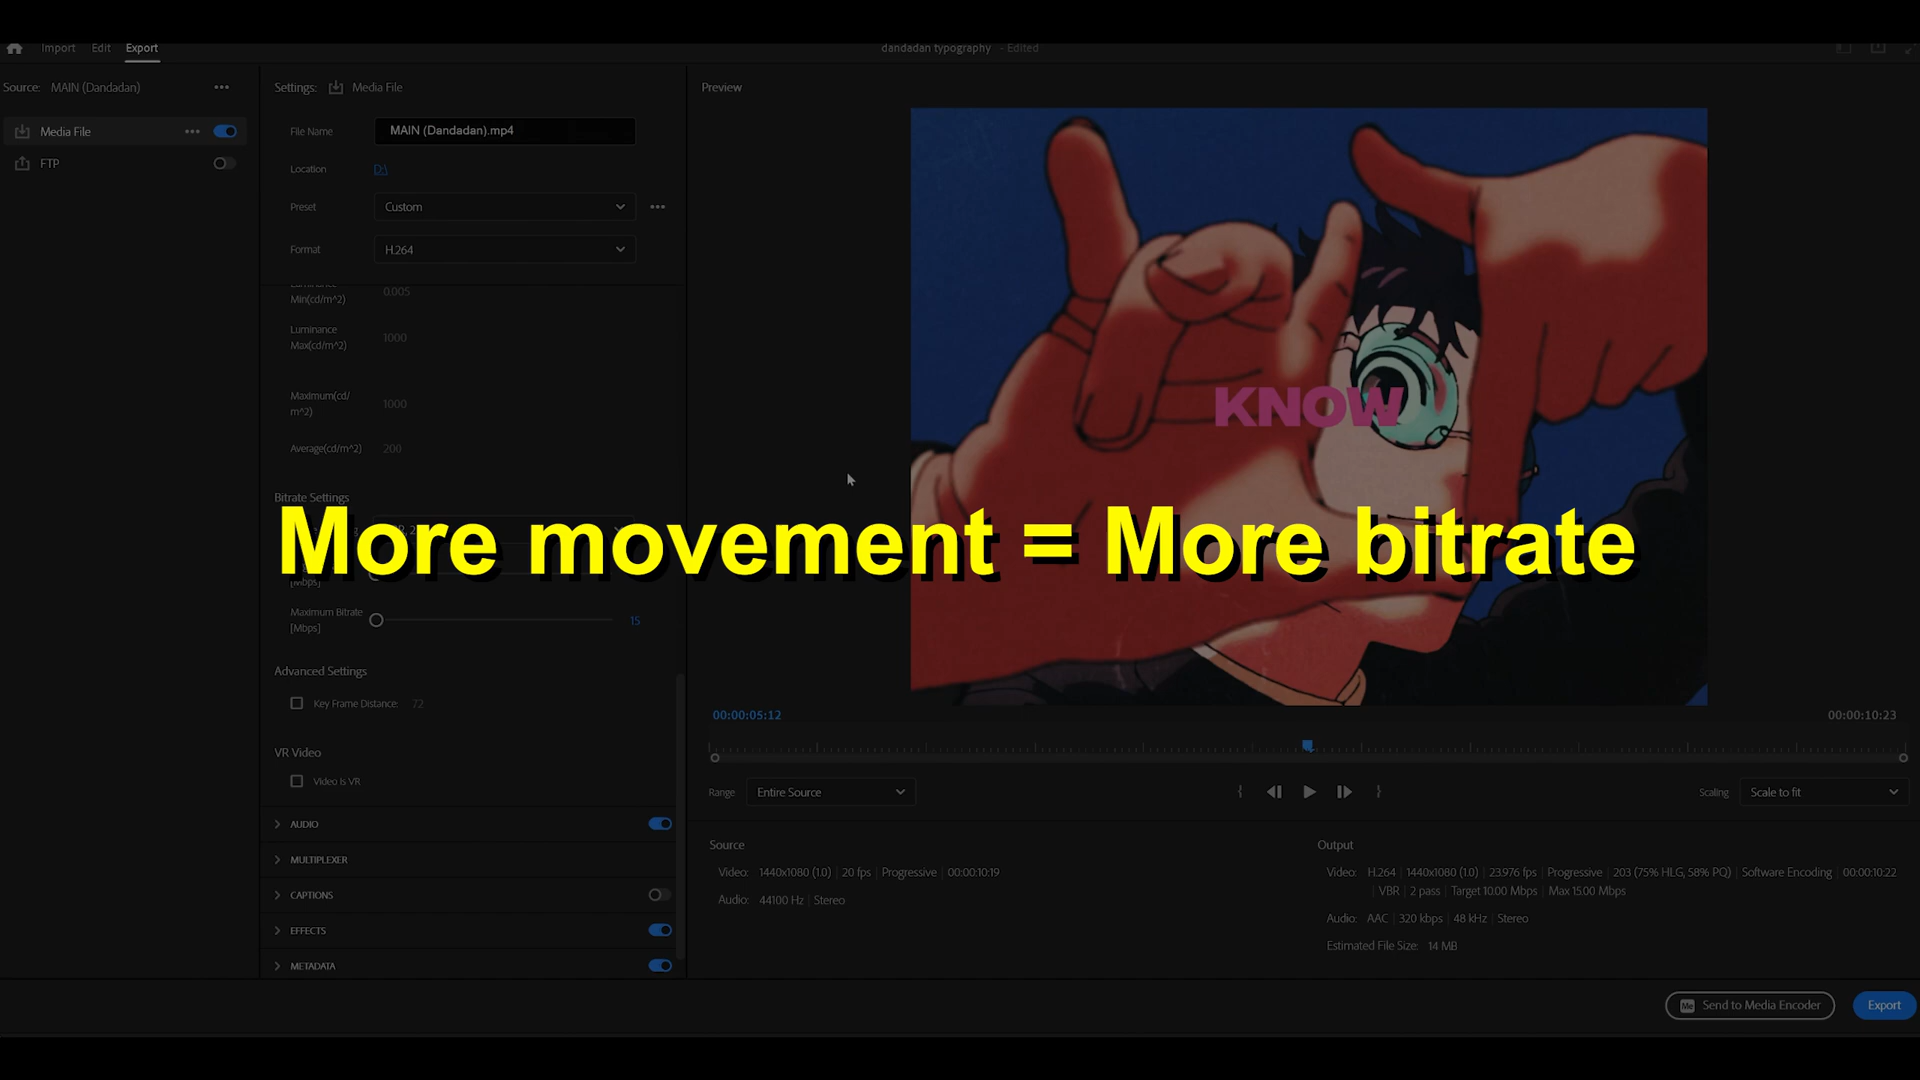 Import Edit Export
dandadan typography - Edited
Source: MAIN (Dandadan)
Media File
FTP
Settings: Media File
File Name MAIN (Dandadan).mp4
Location D:\
Preset Custom
Format H.264
Min(cd/m^2) 0.005
Luminance
Max(cd/m^2) 1000
Maximum(cd/
m^2) 1000
Average(cd/m^2) 200
Bitrate Settings
More movement = More bitrate
[Mbps]
Maximum Bitrate
[Mbps] 15
Advanced Settings
Key Frame Distance: 72
VR Video
Video is VR
AUDIO
MULTIPLEXER
CAPTIONS
EFFECTS
METADATA
Preview
KNOW
00:00:05:12
00:00:10:23
Range Entire Source
Scaling Scale to fit
Source
Video: 1440x1080 (1.0) | 20 fps | Progressive | 00:00:10:19
Audio: 44100 Hz | Stereo
Output
Video: H.264 | 1440x1080 (1.0) | 23.976 fps | Progressive | 203 (75% HLG, 58% PQ) | Software Encoding | 00:00:10:22
| VBR | 2 pass | Target 10.00 Mbps | Max 15.00 Mbps
Audio: AAC | 320 kbps | 48 kHz | Stereo
Estimated File Size: 14 MB
Me Send to Media Encoder
Export